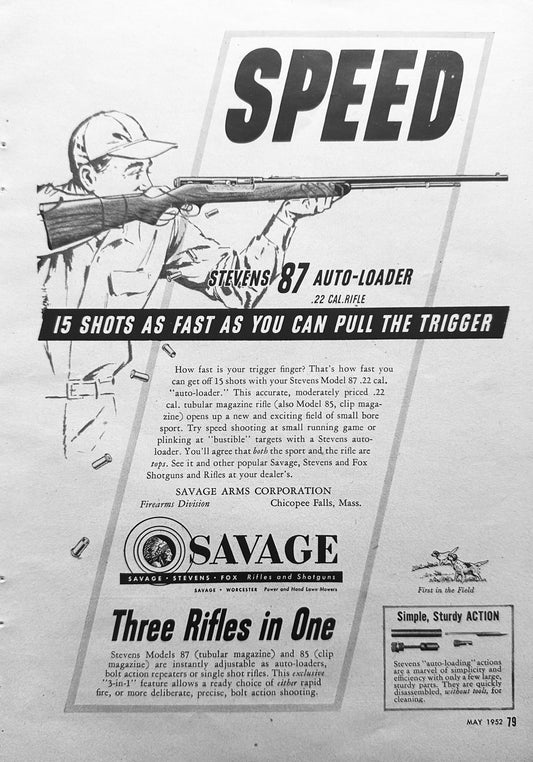 SPEED
STEVENS 87 AUTO-LOADER
.22 CAL.RIFLE
15 SHOTS AS FAST AS YOU CAN PULL THE TRIGGER
How fast is your trigger finger? That's how fast you
can get off 15 shots with your Stevens Model 87 .22 cal.
"auto-loader." This accurate, moderately priced .22
cal. tubular magazine rifle (also Model 85, clip maga-
zine) opens up a new and exciting field of small bore
sport. Try speed shooting at small running game or
plinking at "bustible" targets with a Stevens auto-
loader. You'll agree that both the sport and the rifle are
tops. See it and other popular Savage, Stevens and Fox
Shotguns and Rifles at your dealer's.
SAVAGE ARMS CORPORATION
Firearms Division Chicopee Falls, Mass.
SAVAGE
SAVAGE · STEVENS · FOX Rifles and Shotguns
SAVAGE · WORCESTER Power and Hand Lawn Mowers
First in the Field
Three Rifles in One
Stevens Models 87 (tubular magazine) and 85 (clip
magazine) are instantly adjustable as auto-loaders,
bolt action repeaters or single shot rifles. This exclusive
"3-in-1" feature allows a ready choice of either rapid
fire, or more deliberate, precise, bolt action shooting.
Simple, Sturdy ACTION
Stevens "auto-loading" actions
are a marvel of simplicity and
efficiency with only a few large,
sturdy parts. They are quickly
disassembled, without tools, for
cleaning.
MAY 1952 79